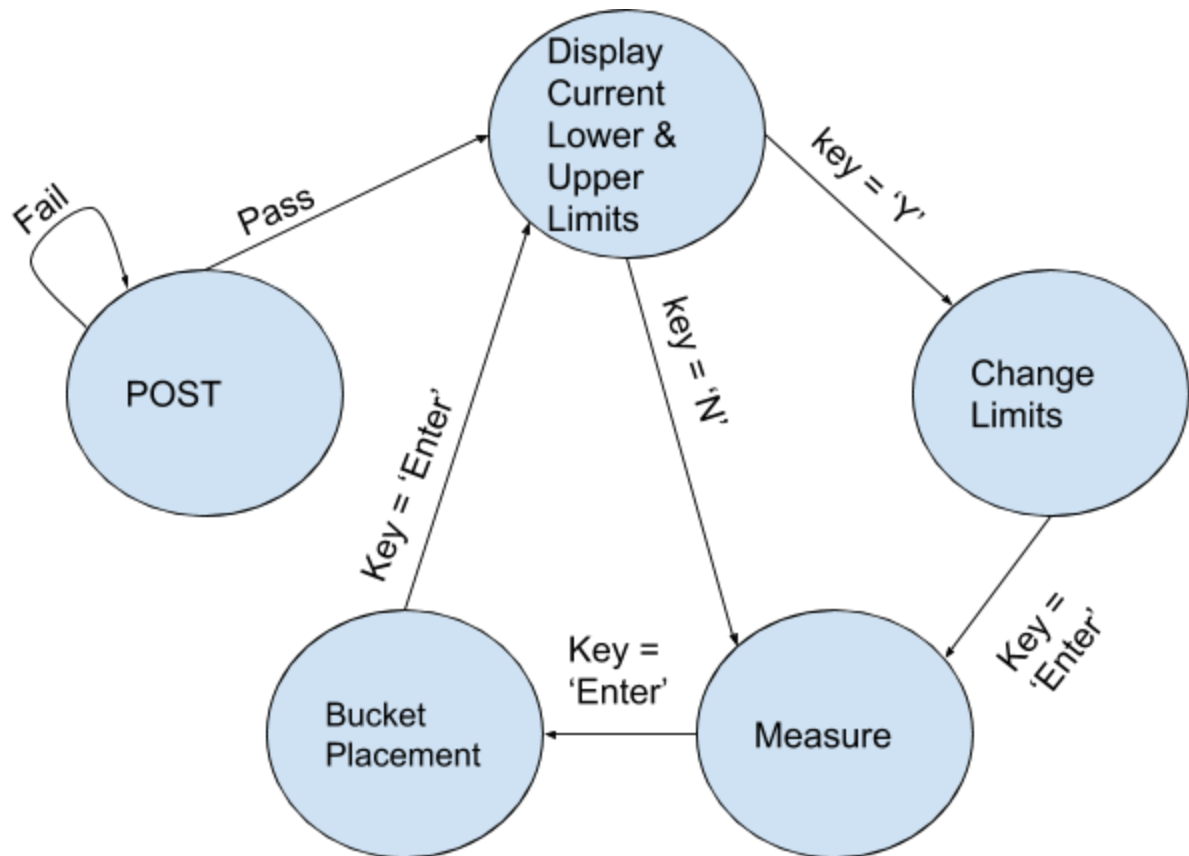 Display
Current
Lower &
Upper
Limits
Fail
Pass
key = ‘Y’
key = ‘N’
POST
Change
Limits
Key = ‘Enter’
Key =
‘Enter’
Key =
‘Enter’
Bucket
Placement
Measure